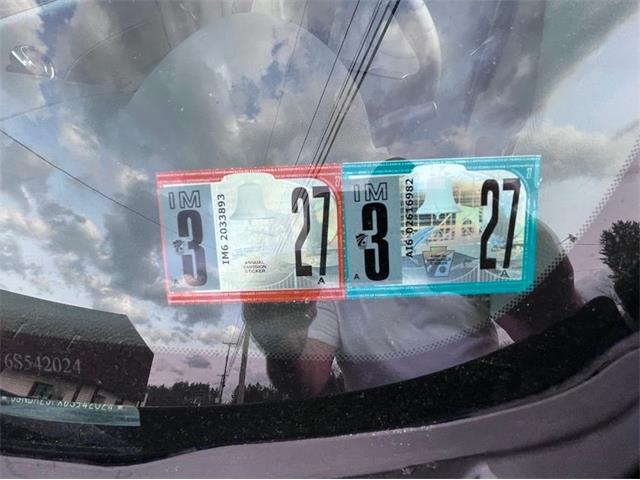 IM
3
IM6 2033893
27
A
ANNUAL
EMISSION
STICKER
IM
3
A
A16-02616982
27
A
6S542024